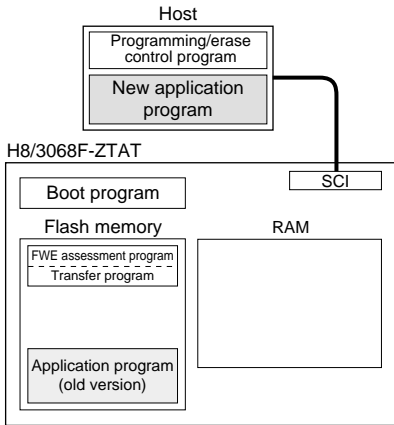 Host
Programming/erase
control program
New application
program
H8/3068F-ZTAT
SCI
Boot program
Flash memory
RAM
FWE assessment program
Transfer program
Application program
(old version)